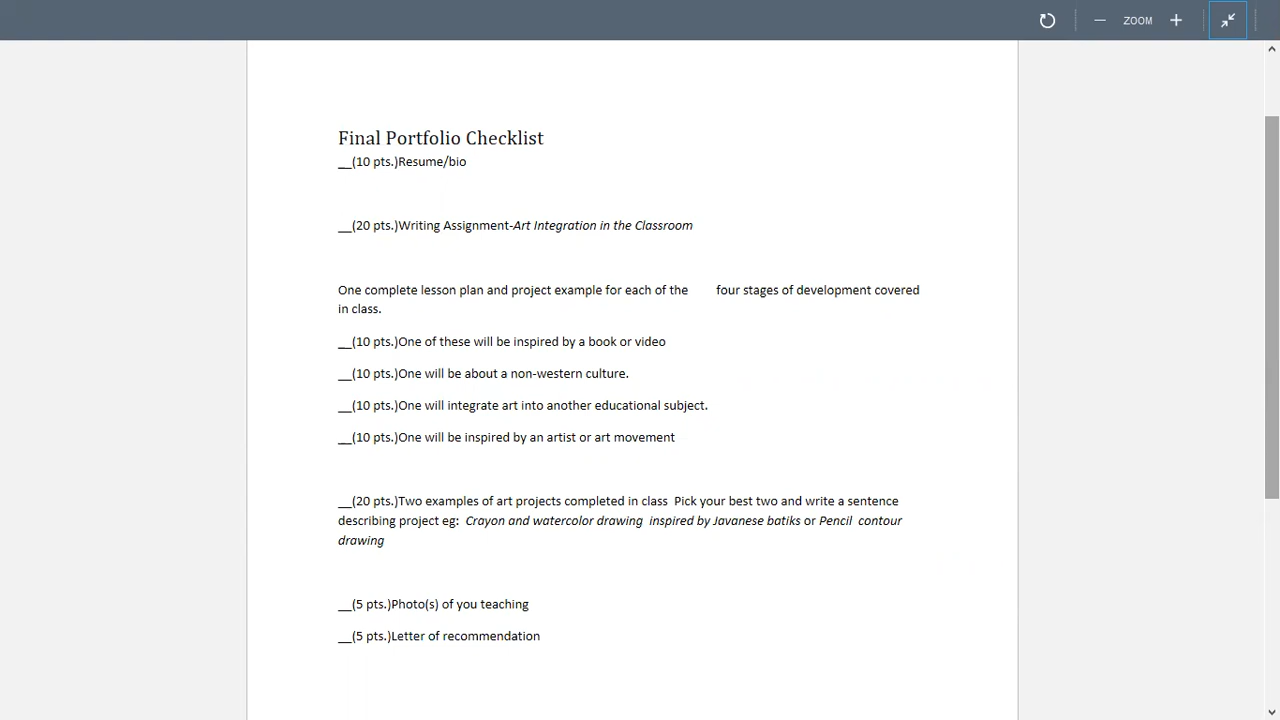 ZOOM
Final Portfolio Checklist
__(10 pts.)Resume/bio
__(20 pts.)Writing Assignment-Art Integration in the Classroom
One complete lesson plan and project example for each of the four stages of development covered
in class.
__(10 pts.)One of these will be inspired by a book or video
__(10 pts.)One will be about a non-western culture.
__(10 pts.)One will integrate art into another educational subject.
__(10 pts.)One will be inspired by an artist or art movement
__(20 pts.)Two examples of art projects completed in class  Pick your best two and write a sentence
describing project eg:  Crayon and watercolor drawing  inspired by Javanese batiks or Pencil  contour
drawing
__(5 pts.)Photo(s) of you teaching
__(5 pts.)Letter of recommendation